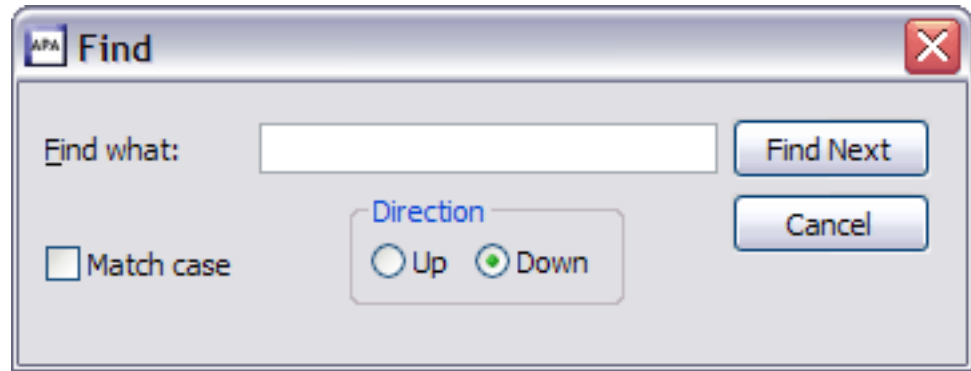 APA Find
Find what:
Find Next
Direction
Cancel
Match case
Up
Down